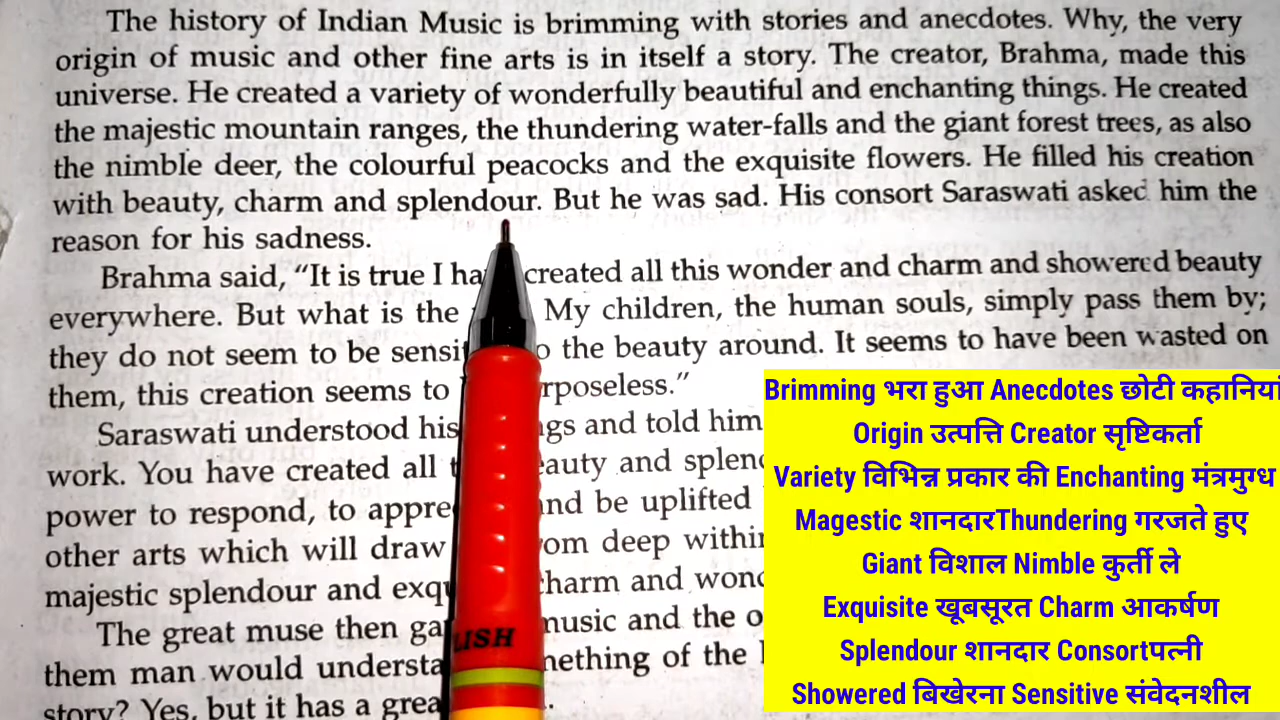 The history of Indian Music is brimming with stories and anecdotes. Why, the very
origin of music and other fine arts is in itself a story. The creator, Brahma, made this
universe. He created a variety of wonderfully beautiful and enchanting things. He created
the majestic mountain ranges, the thundering water-falls and the giant forest trees, as also
the nimble deer, the colourful peacocks and the exquisite flowers. He filled his creation
with beauty, charm and splendour. But he was sad. His consort Saraswati asked him the
reason for his sadness.
Brahma said, “It is true I ha created all this wonder and charm and showered beauty
everywhere. But what is the My children, the human souls, simply pass them by;
they do not seem to be sensi o the beauty around. It seems to have been wasted on
them, this creation seems to rposeless.”
Saraswati understood his gs and told him
work. You have created all t eauty and splend
power to respond, to appre nd be uplifted
other arts which will draw om deep within
majestic splendour and exqu charm and wond
The great muse then ga music and the o
them man would understa nething of the
story? Yes, but it has a grea
LISH
Brimming भरा हुआ Anecdotes छोटी कहानियां
Origin उत्पत्ति Creator सृष्टिकर्ता
Variety विभिन्न प्रकार की Enchanting मंत्रमुग्ध
Magestic शानदारThundering गरजते हुए
Giant विशाल Nimble कुर्ती ले
Exquisite खूबसूरत Charm आकर्षण
Splendour शानदार Consortपत्नी
Showered बिखेरना Sensitive संवेदनशील